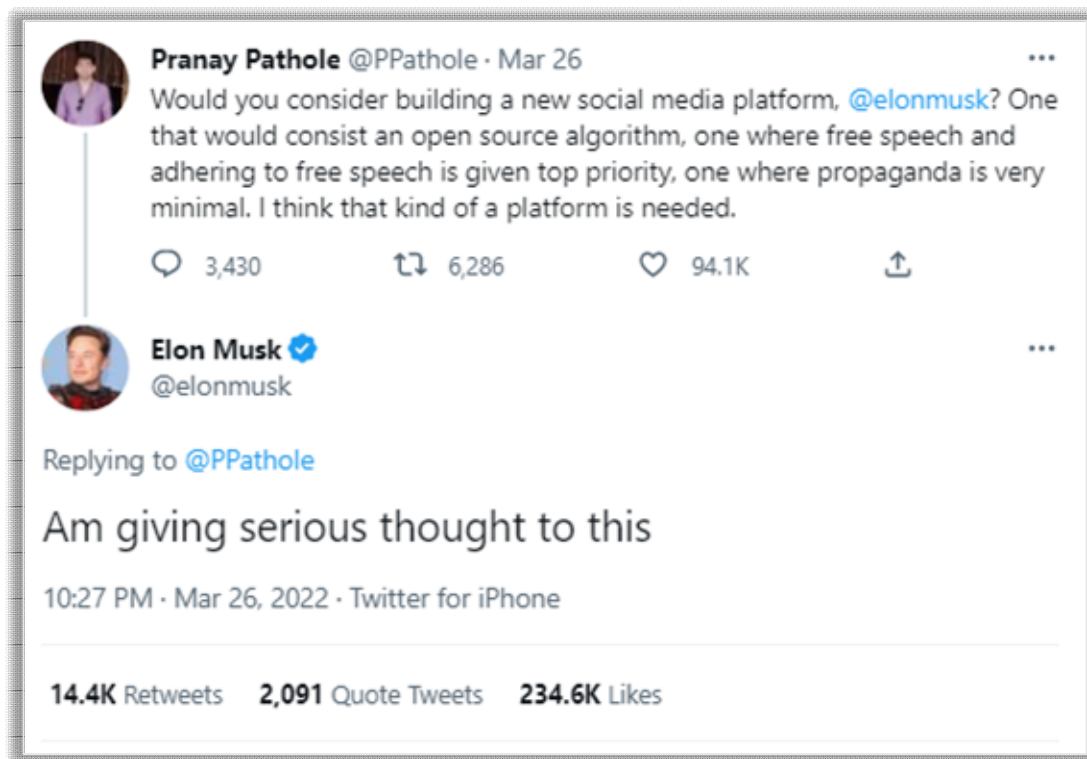 Pranay Pathole @PPathole · Mar 26
Would you consider building a new social media platform, @elonmusk? One
that would consist an open source algorithm, one where free speech and
adhering to free speech is given top priority, one where propaganda is very
minimal. I think that kind of a platform is needed.
3,430 6,286 94.1K
Elon Musk
@elonmusk
Replying to @PPathole
Am giving serious thought to this
10:27 PM · Mar 26, 2022 · Twitter for iPhone
14.4K Retweets 2,091 Quote Tweets 234.6K Likes